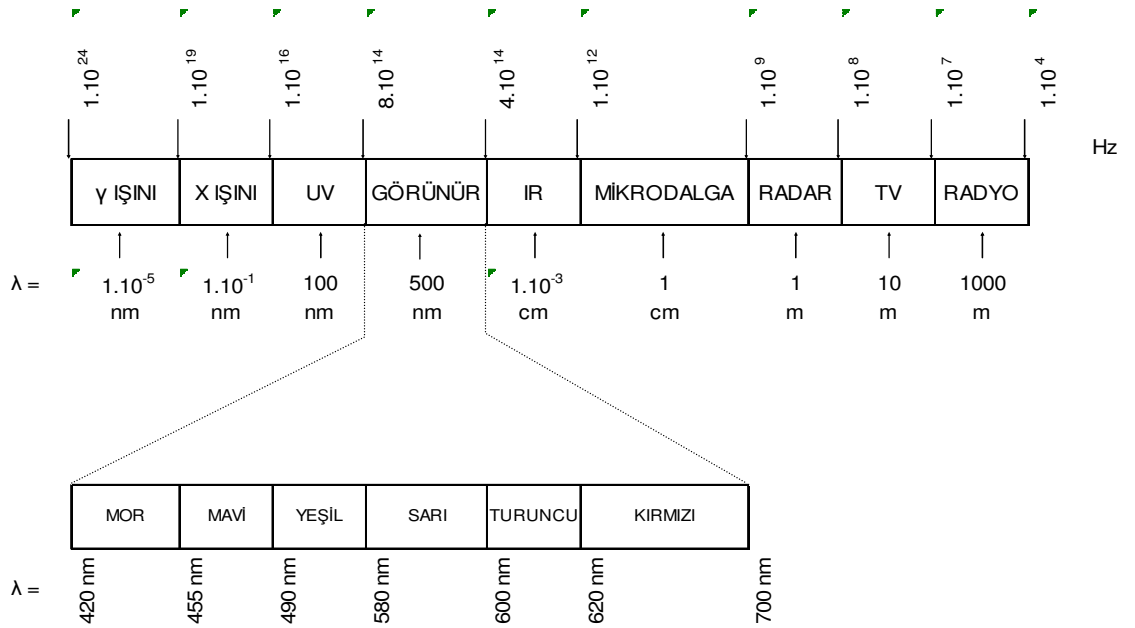 1.10^24 1.10^19 1.10^16 8.10^14 4.10^14 1.10^12 1.10^9 1.10^8 1.10^7 1.10^4
Hz
γ IŞINI X IŞINI UV GÖRÜNÜR IR MİKRODALGA RADAR TV RADYO
λ = 1.10^-5 1.10^-1 100 500 1.10^-3 1 1 10 1000
nm nm nm nm cm cm m m m
MOR MAVİ YEŞİL SARI TURUNCU KIRMIZI
λ = 420 nm 455 nm 490 nm 580 nm 600 nm 620 nm 700 nm